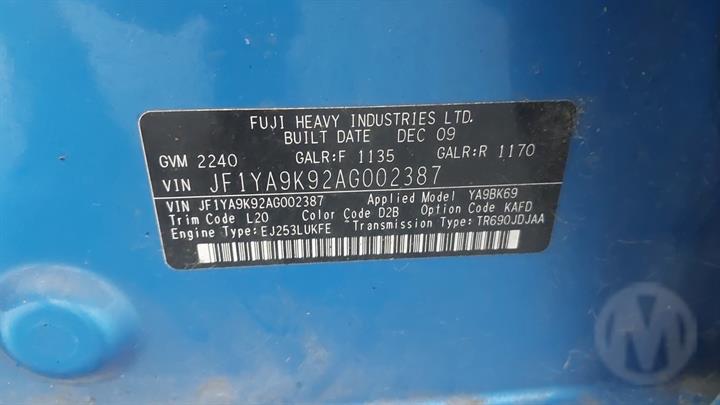 FUJI HEAVY INDUSTRIES LTD.
BUILT DATE DEC 09
GVM 2240 GALR:F 1135 GALR:R 1170
VIN JF1YA9K92AG002387
VIN JF1YA9K92AG002387 Applied Model YA9BK69
Trim Code L20 Color Code D2B Option Code KAFD
Engine Type:EJ253LUKFE Transmission Type:TR690JDJAA
M